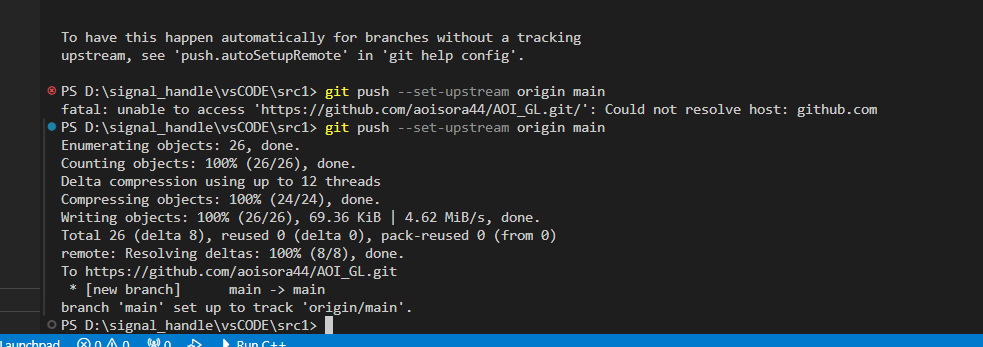 To have this happen automatically for branches without a tracking
upstream, see 'push.autoSetupRemote' in 'git help config'.
PS D:\signal_handle\vsCODE\src1> git push --set-upstream origin main
fatal: unable to access 'https://github.com/aoisora44/AOI_GL.git/': Could not resolve host: github.com
PS D:\signal_handle\vsCODE\src1> git push --set-upstream origin main
Enumerating objects: 26, done.
Counting objects: 100% (26/26), done.
Delta compression using up to 12 threads
Compressing objects: 100% (24/24), done.
Writing objects: 100% (26/26), 69.36 KiB | 4.62 MiB/s, done.
Total 26 (delta 8), reused 0 (delta 0), pack-reused 0 (from 0)
remote: Resolving deltas: 100% (8/8), done.
To https://github.com/aoisora44/AOI_GL.git
 * [new branch]      main -> main
branch 'main' set up to track 'origin/main'.
PS D:\signal_handle\vsCODE\src1>
Launchpad 0 0 0 Run C++